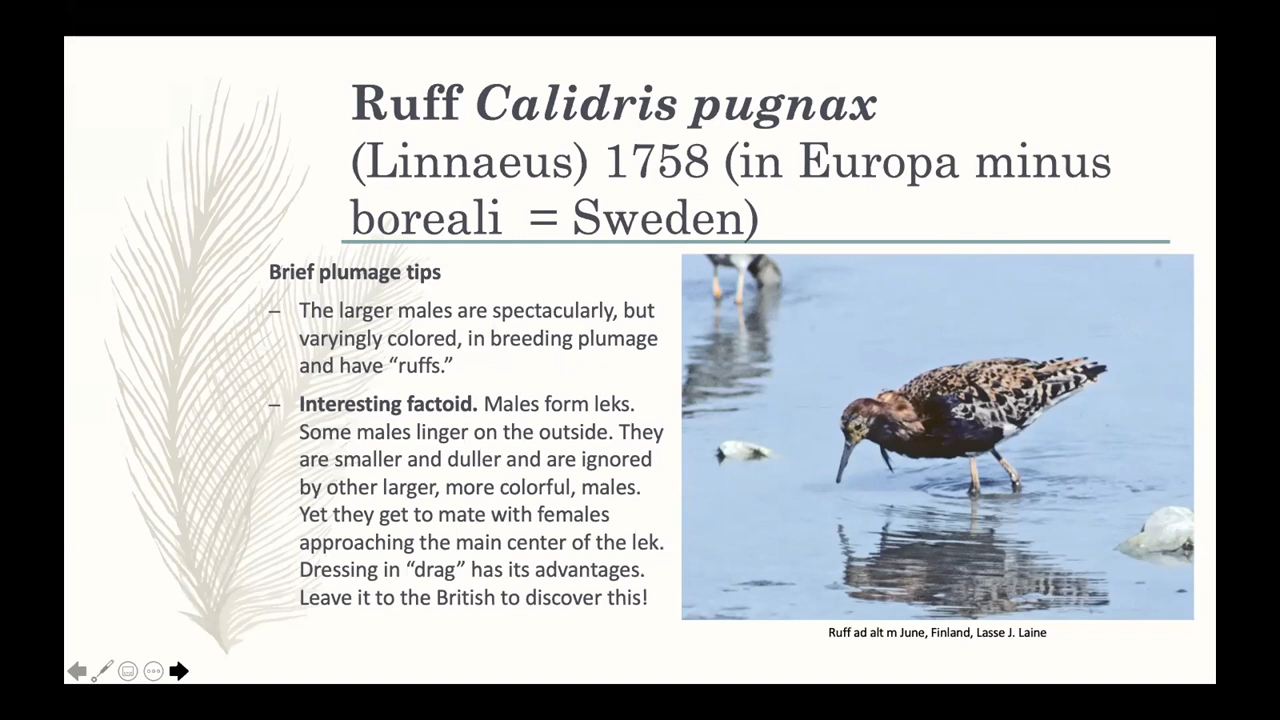 Ruff Calidris pugnax
(Linnaeus) 1758 (in Europa minus
boreali = Sweden)
Brief plumage tips
– The larger males are spectacularly, but
varyingly colored, in breeding plumage
and have “ruffs.”
– Interesting factoid. Males form leks.
Some males linger on the outside. They
are smaller and duller and are ignored
by other larger, more colorful, males.
Yet they get to mate with females
approaching the main center of the lek.
Dressing in “drag” has its advantages.
Leave it to the British to discover this!
Ruff ad alt m June, Finland, Lasse J. Laine